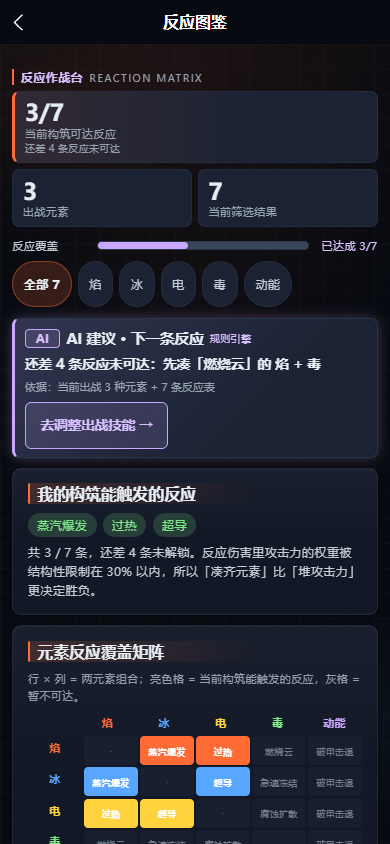 反应图鉴
反应作战台 REACTION MATRIX
3/7
当前构筑可达反应
还差 4 条反应未可达
3
出战元素
7
当前筛选结果
反应覆盖
已达成 3/7
全部 7
焰
冰
电
毒
动能
AI
AI 建议 · 下一条反应 规则引擎
还差 4 条反应未可达：先凑「燃烧云」的 焰 + 毒
依据：当前出战 3 种元素 + 7 条反应表
去调整出战技能 →
我的构筑能触发的反应
蒸汽爆发 过热 超导
共 3 / 7 条，还差 4 条未解锁。反应伤害里攻击力的权重被
结构性限制在 30% 以内，所以「凑齐元素」比「堆攻击力」
更决定胜负。
元素反应覆盖矩阵
行 × 列 = 两元素组合；亮色格 = 当前构筑能触发的反应，灰格 =
暂不可达。
焰 冰 电 毒 动能
焰 · 蒸汽爆发 过热 燃烧云 破甲击退
冰 蒸汽爆发 · 超导 急速冻结 破甲击退
电 过热 超导 · 腐蚀扩散 破甲击退